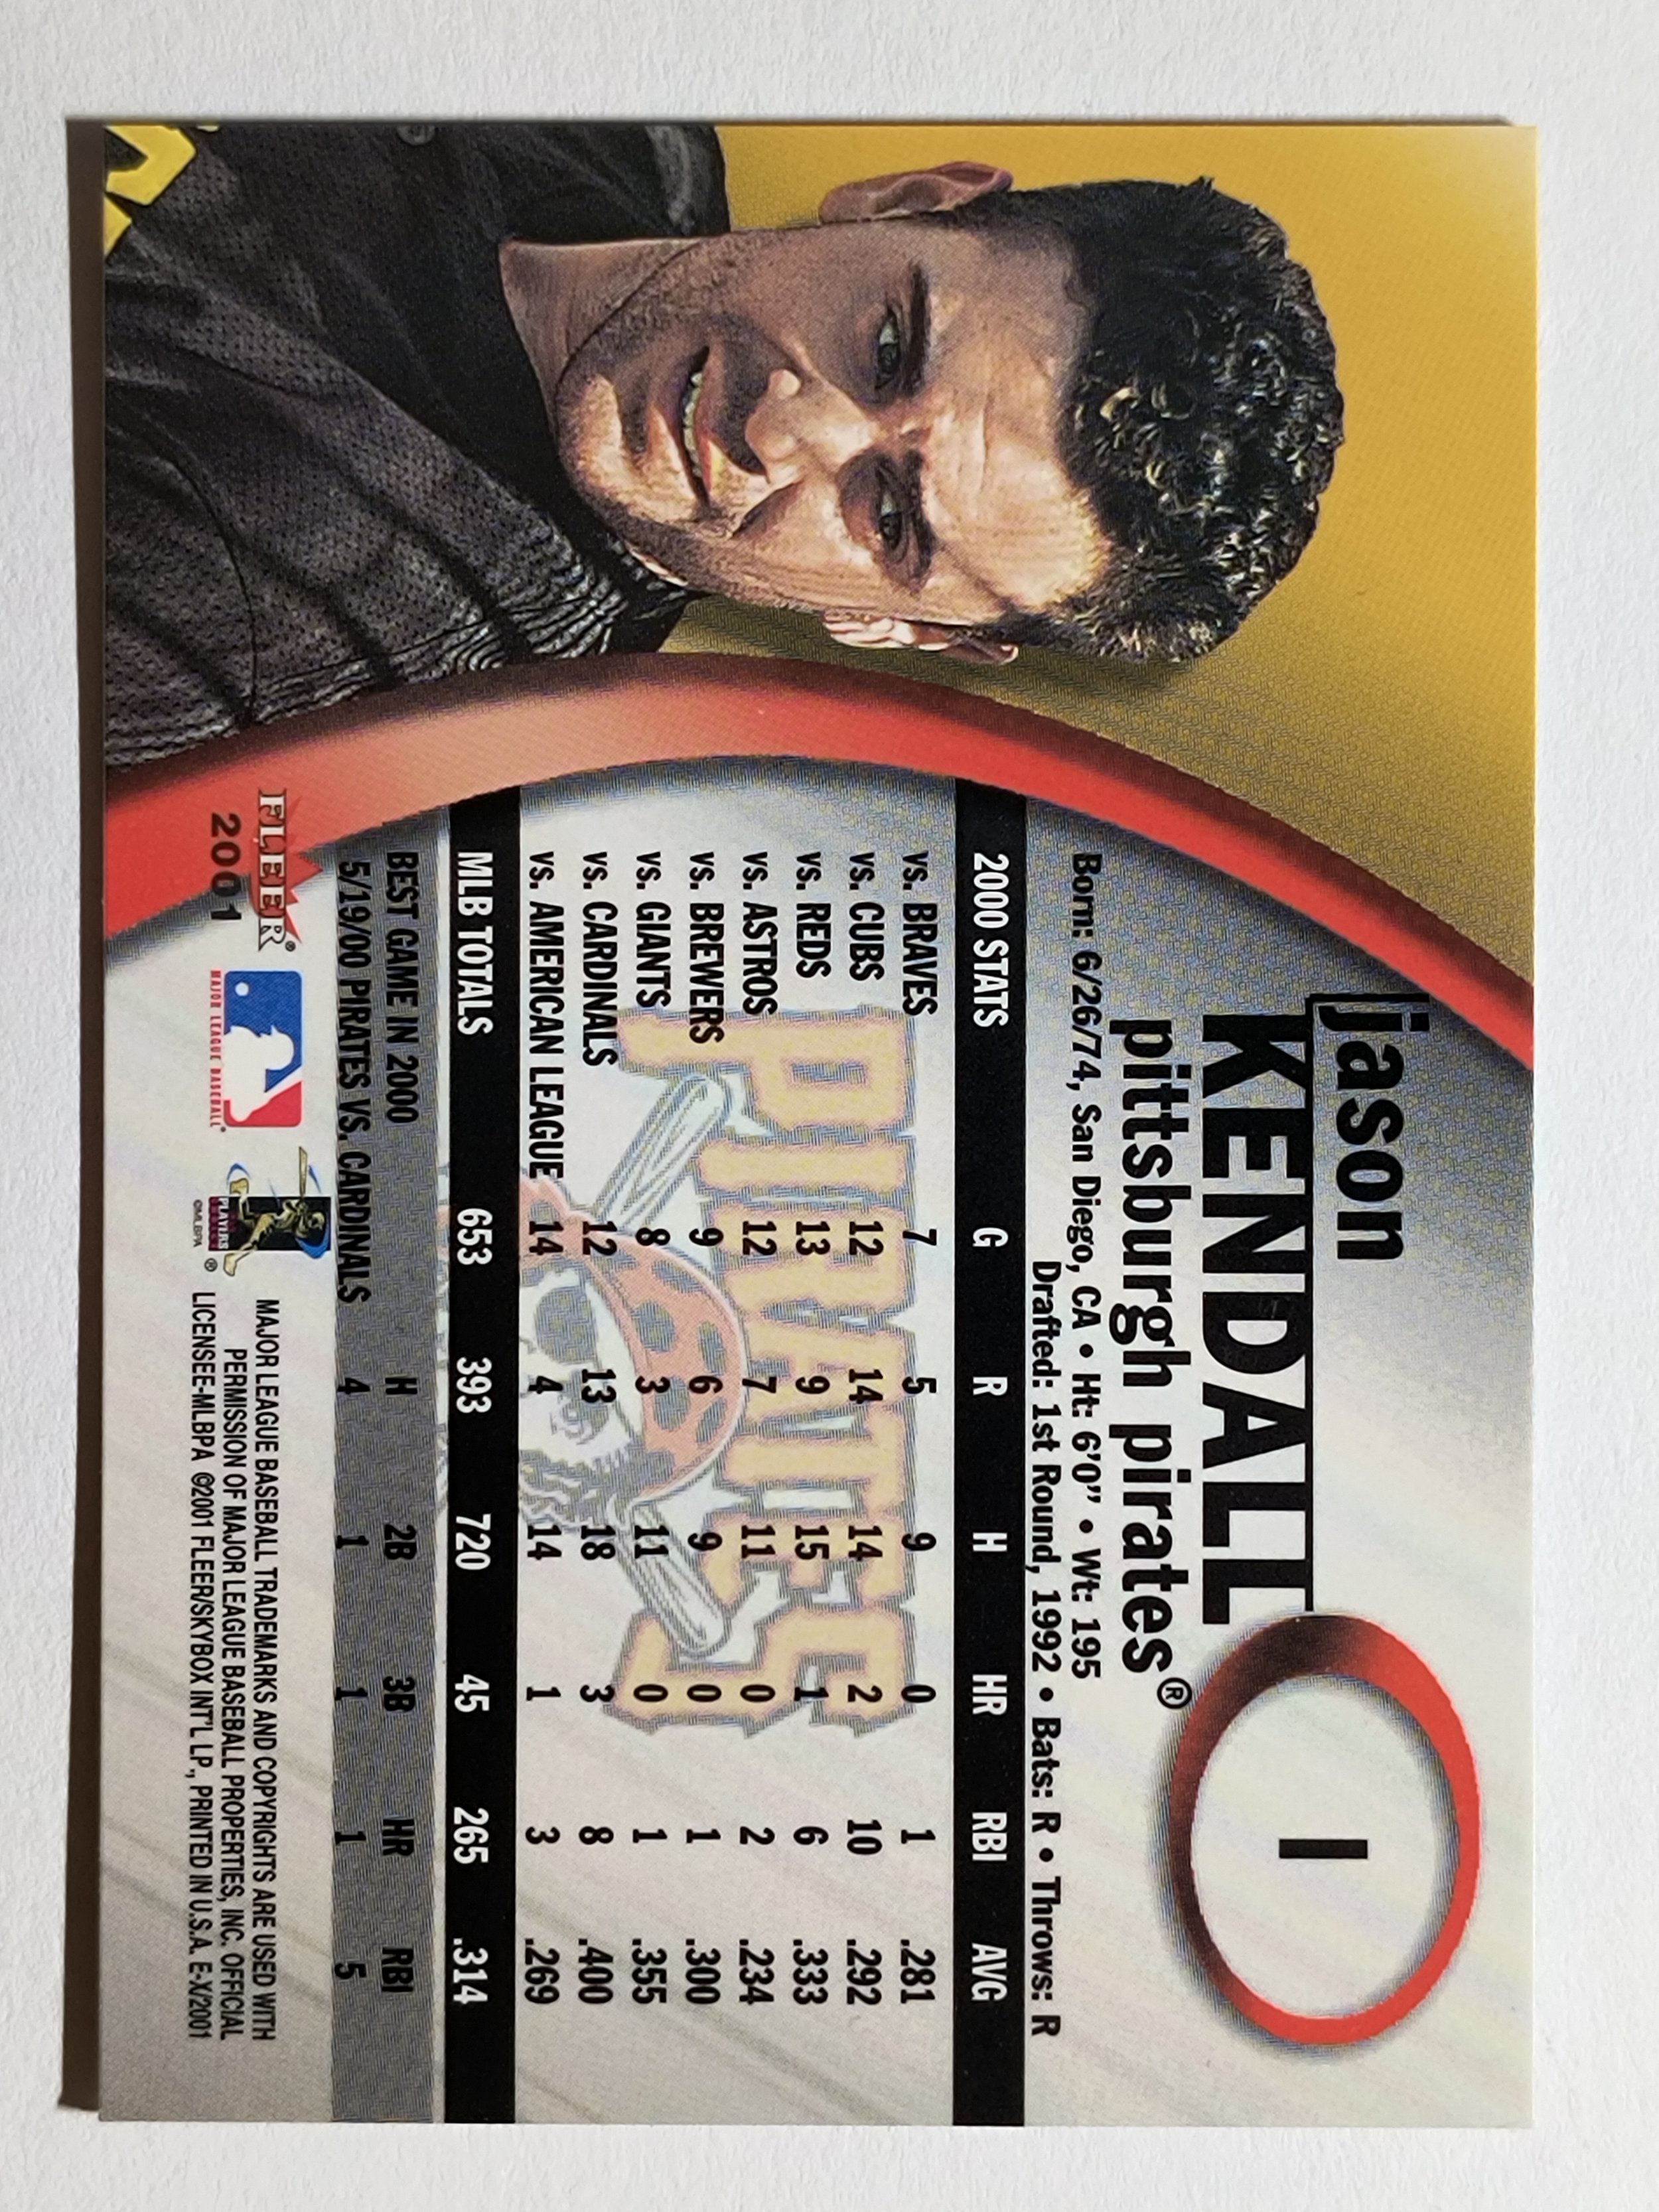 jason
KENDALL
pittsburgh pirates®
1
Born: 6/26/74, San Diego, CA • Ht: 6'0" • Wt: 195
Drafted: 1st Round, 1992 • Bats: R • Throws: R
2000 STATS G R H HR RBI AVG
vs. BRAVES 7 5 9 0 1 .281
vs. CUBS 12 14 14 2 10 .292
vs. REDS 13 9 15 1 6 .333
vs. ASTROS 12 7 11 0 2 .234
vs. BREWERS 9 6 9 0 1 .300
vs. GIANTS 8 3 11 0 1 .355
vs. CARDINALS 12 13 18 3 8 .400
vs. AMERICAN LEAGUE 14 4 14 1 3 .269
PIRATES
MLB TOTALS 653 393 720 45 265 .314
BEST GAME IN 2000 H 2B 3B HR RBI
5/19/00 PIRATES VS. CARDINALS 4 1 1 1 5
FLEER®
2001
MAJOR LEAGUE BASEBALL®
PLAYERS
©MLBPA ®
MAJOR LEAGUE BASEBALL TRADEMARKS AND COPYRIGHTS ARE USED WITH
PERMISSION OF MAJOR LEAGUE BASEBALL PROPERTIES, INC. OFFICIAL
LICENSEE-MLBPA ©2001 FLEER/SKYBOX INT'L LP., PRINTED IN U.S.A. E-X/2001